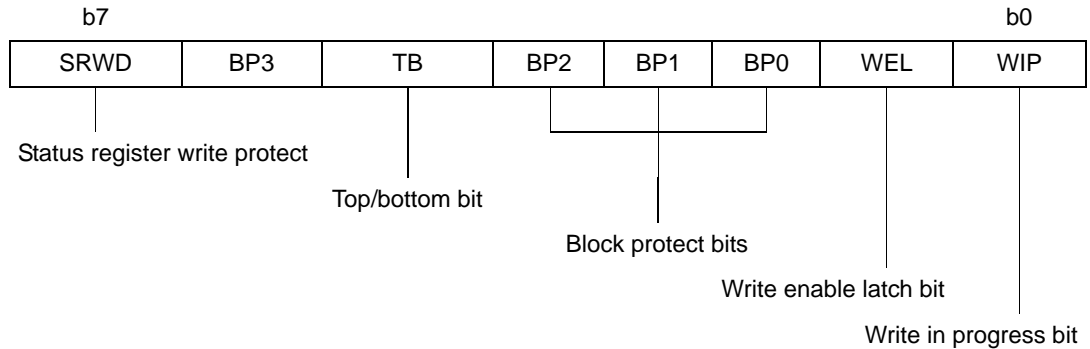 b7 b0
SRWD BP3 TB BP2 BP1 BP0 WEL WIP
Status register write protect
Top/bottom bit
Block protect bits
Write enable latch bit
Write in progress bit